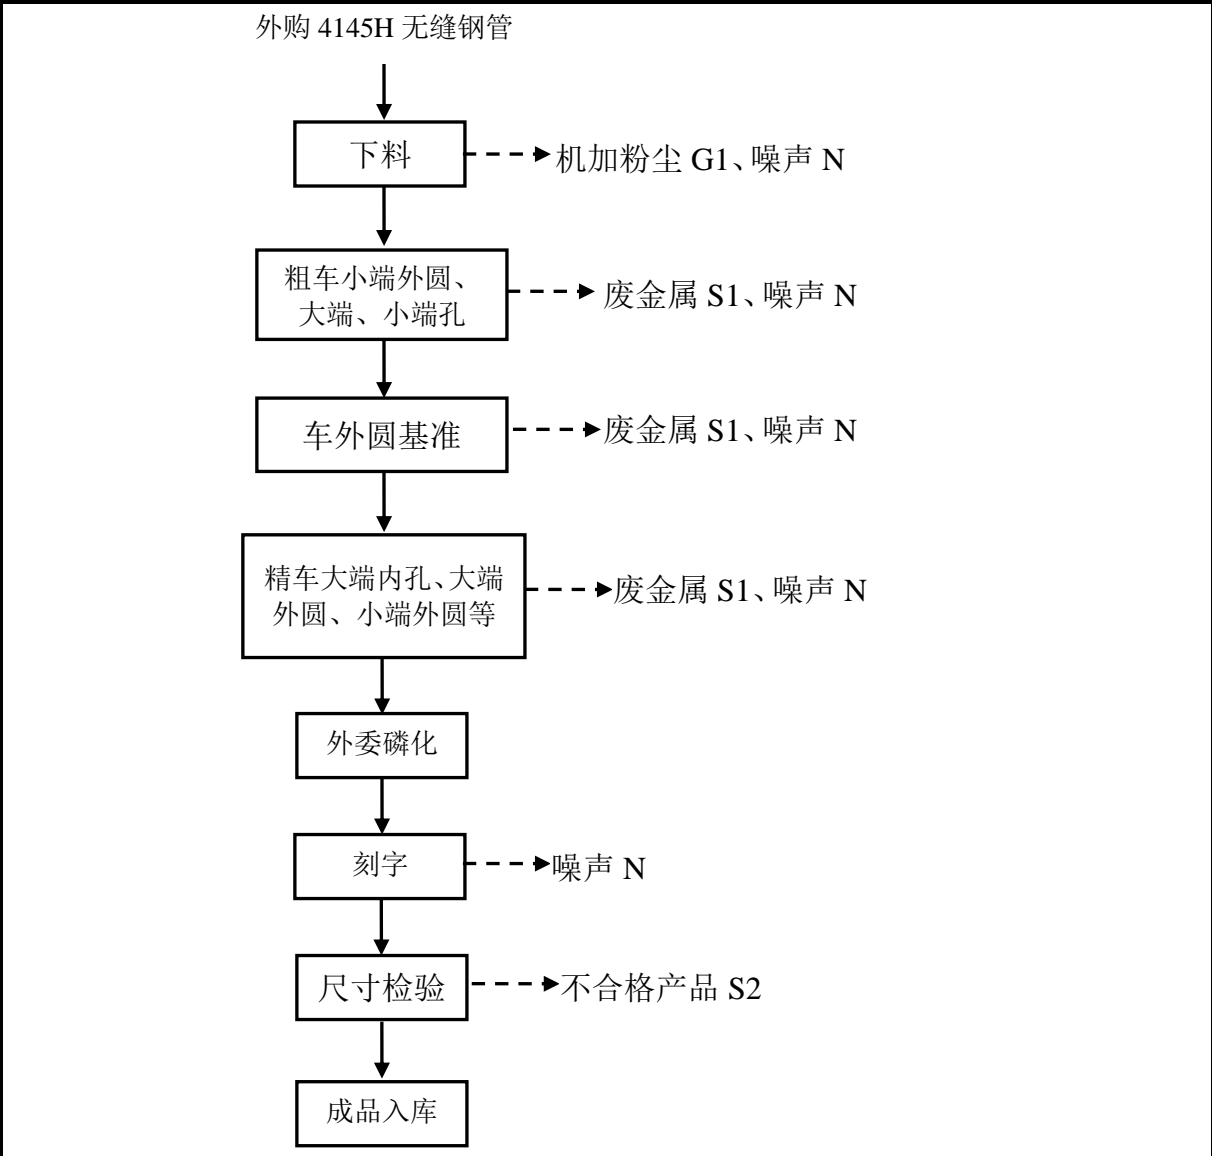 外购 4145H 无缝钢管
下料
机加粉尘 G1、噪声 N
粗车小端外圆、
大端、小端孔
废金属 S1、噪声 N
车外圆基准
废金属 S1、噪声 N
精车大端内孔、大端
外圆、小端外圆等
废金属 S1、噪声 N
外委磷化
刻字
噪声 N
尺寸检验
不合格产品 S2
成品入库